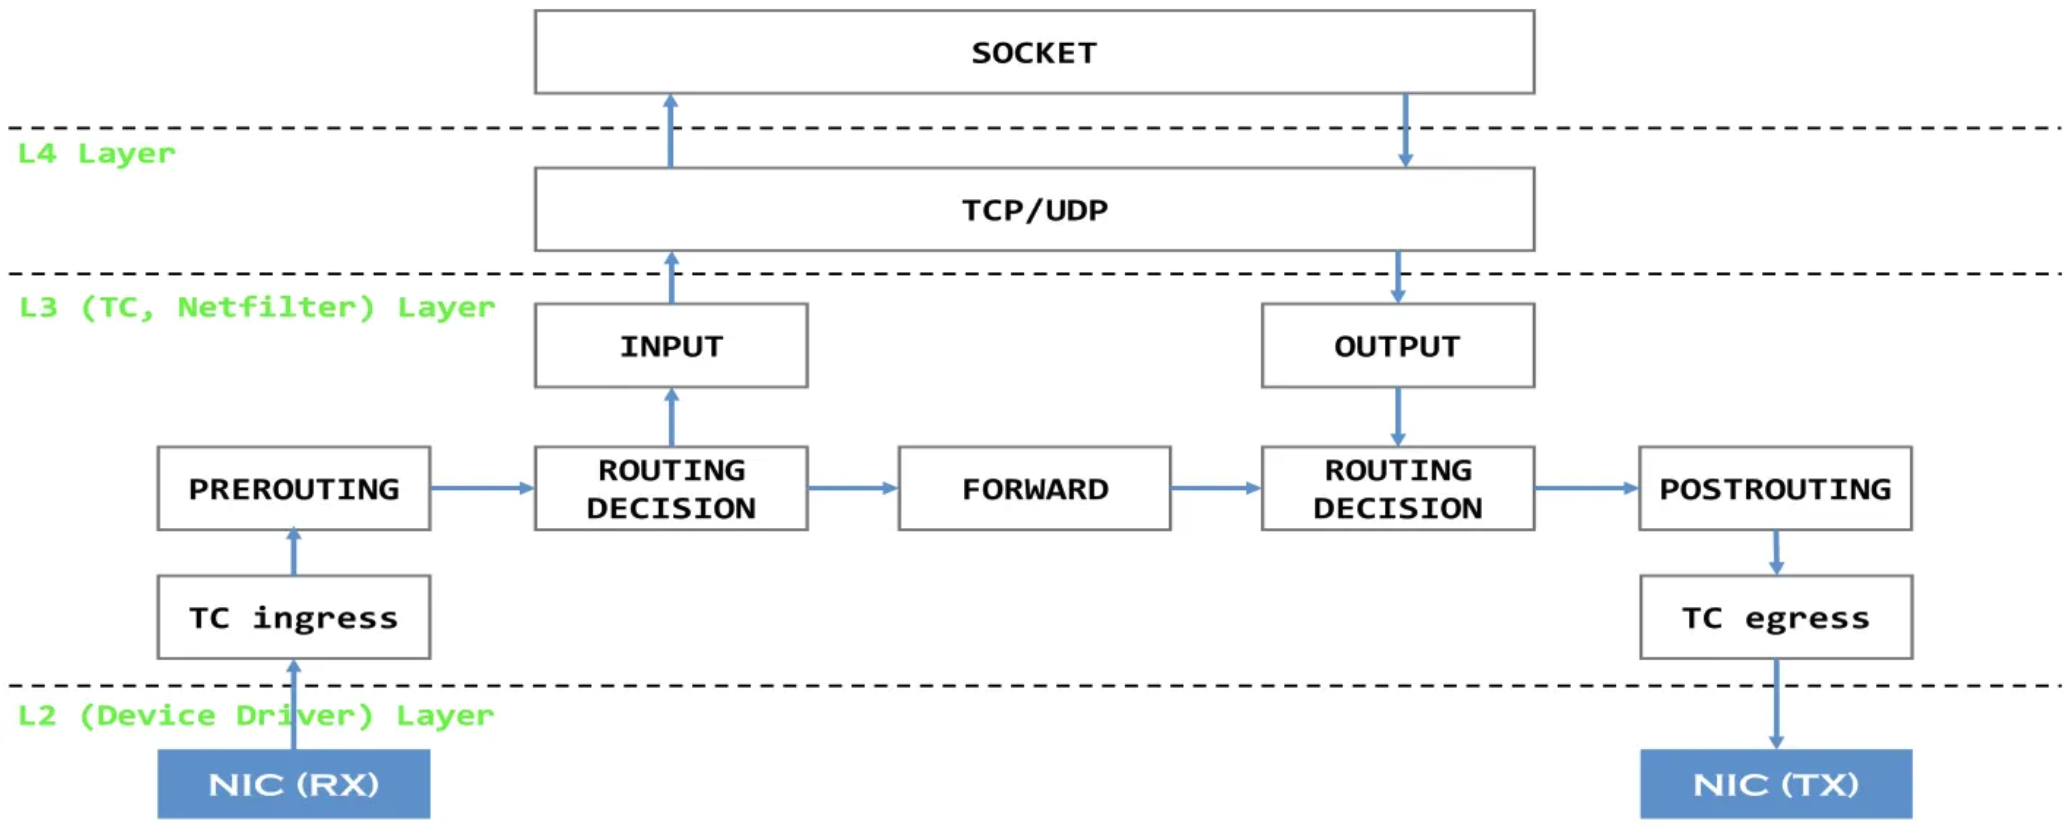 SOCKET
L4 Layer
TCP/UDP
L3 (TC, Netfilter) Layer
INPUT
OUTPUT
PREROUTING
ROUTING
DECISION
FORWARD
ROUTING
DECISION
POSTROUTING
TC ingress
TC egress
L2 (Device Driver) Layer
NIC (RX)
NIC (TX)